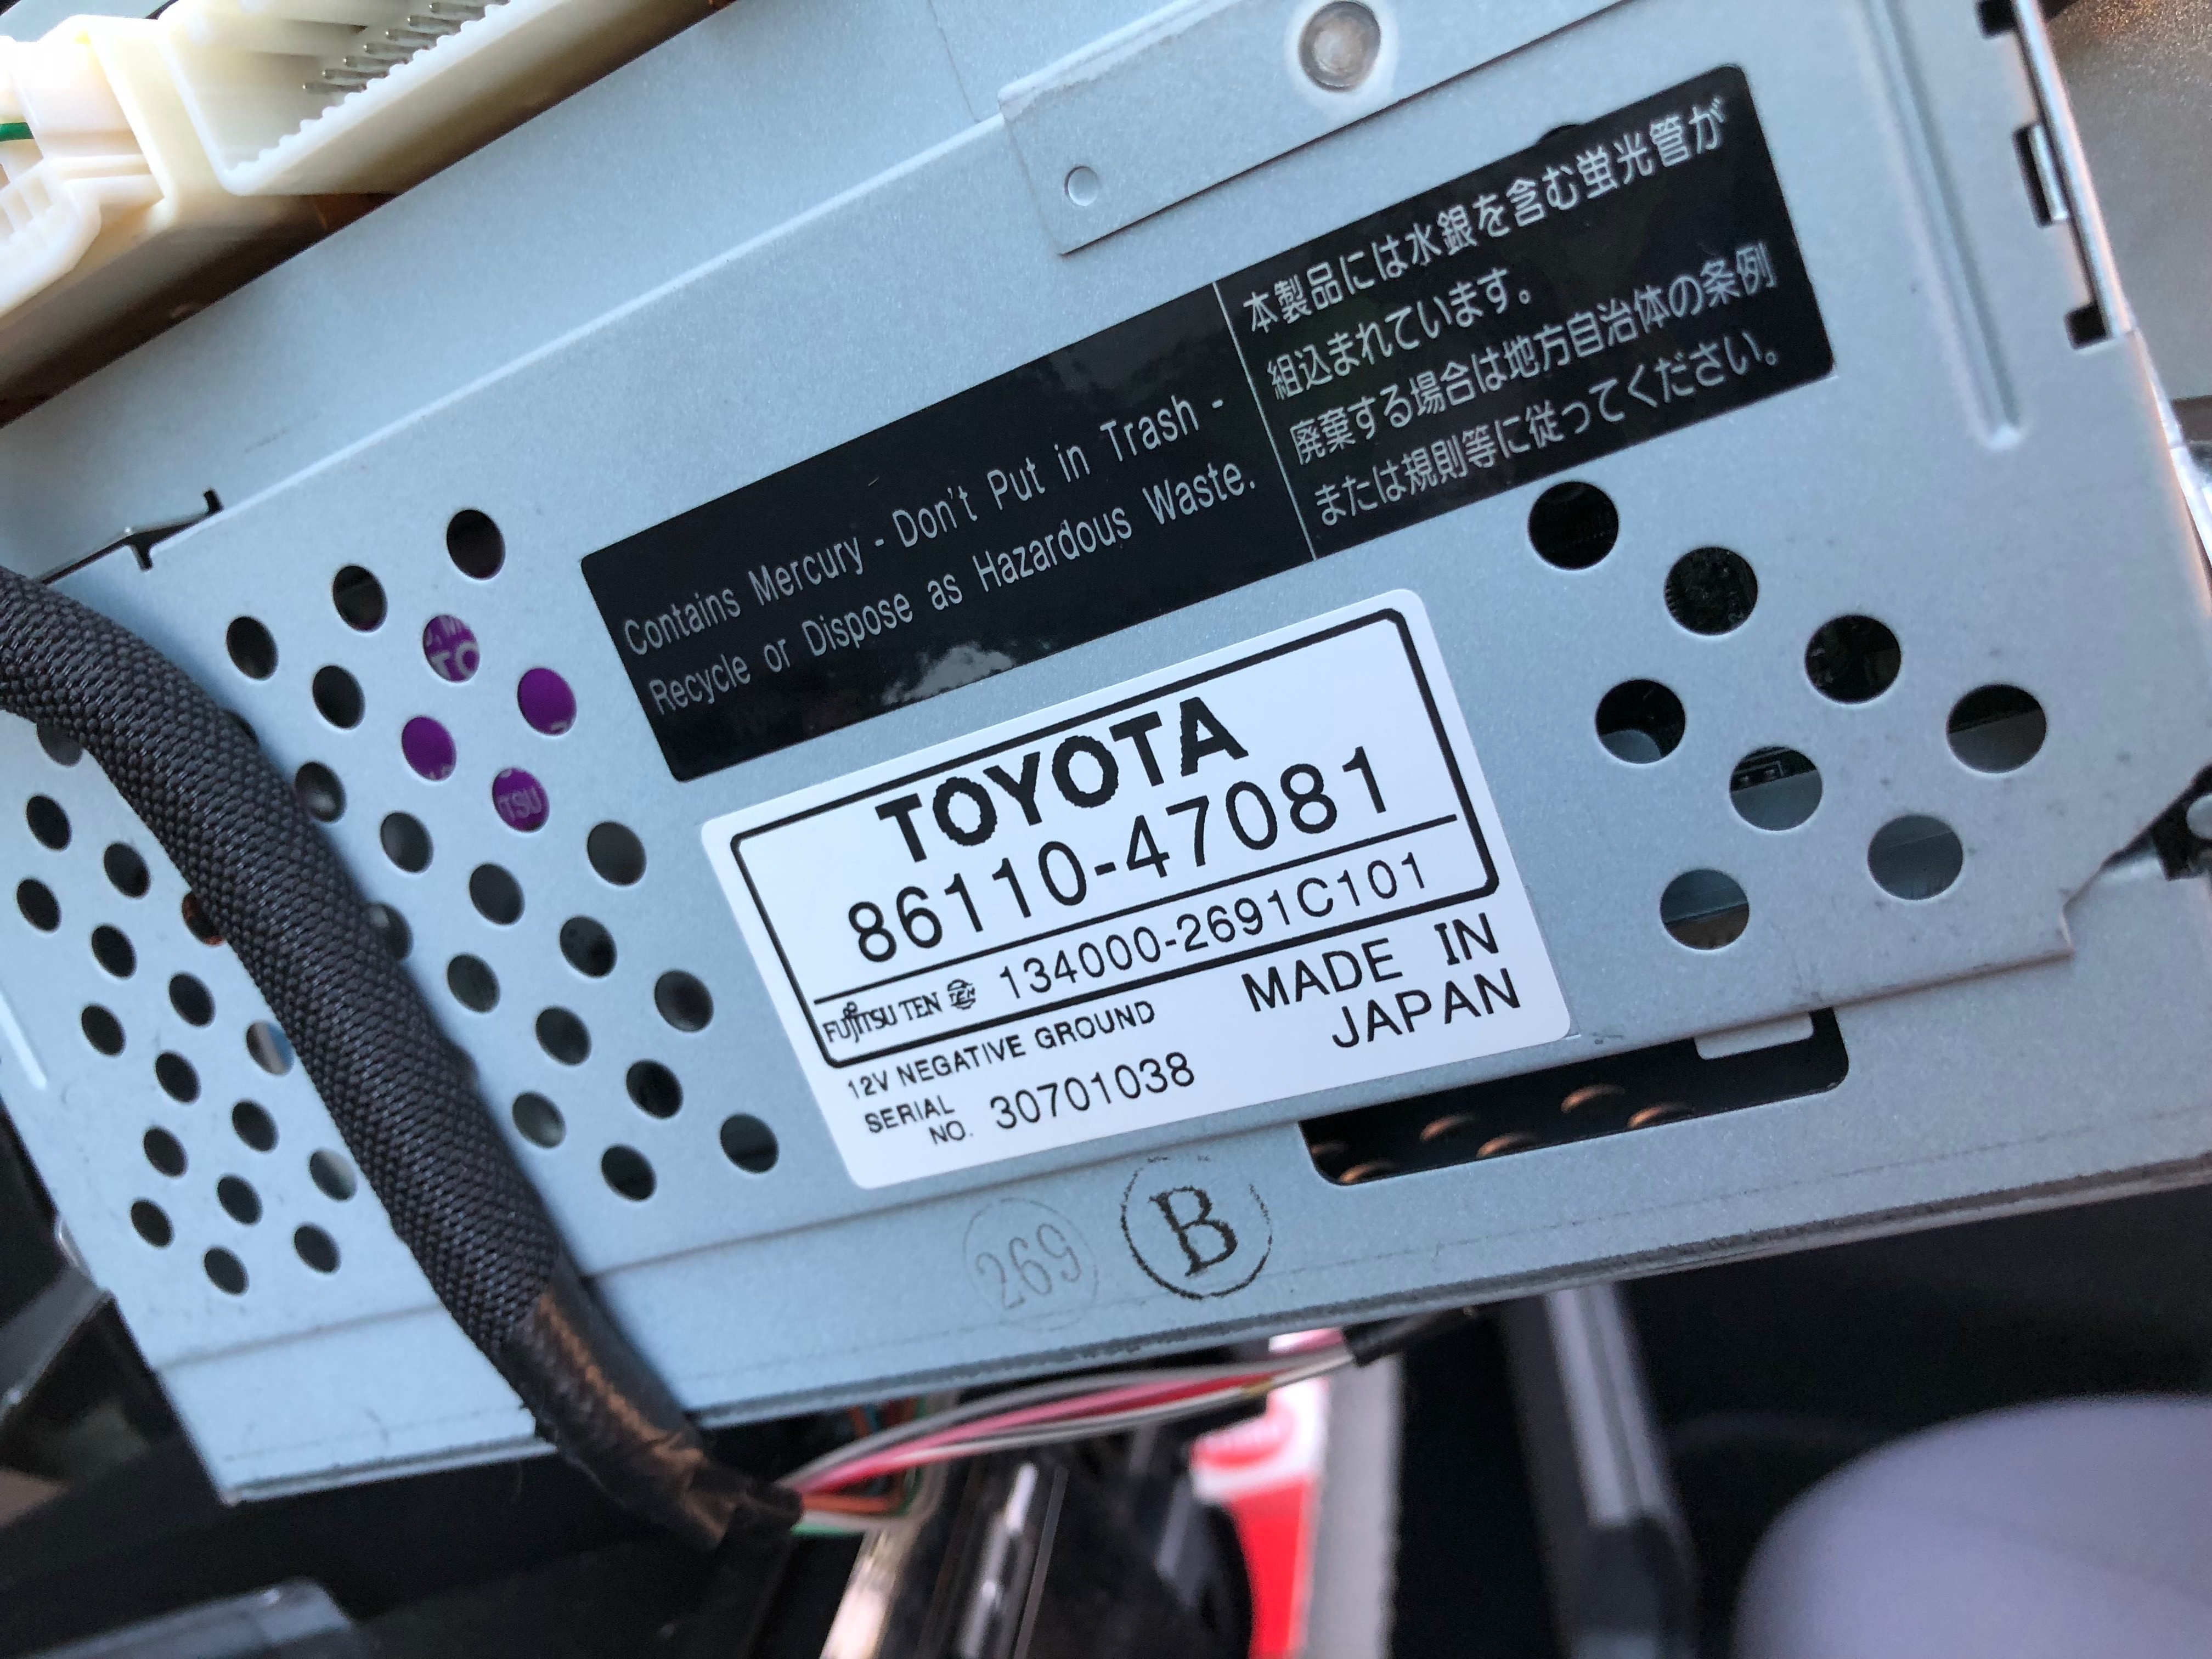 Contains Mercury - Don't Put in Trash -
Recycle or Dispose as Hazardous Waste.
本製品には水銀を含む蛍光管が
組込まれています。
廃棄する場合は地方自治体の条例
または規則等に従ってください。
TOYOTA
86110-47081
FUJITSU TEN TEN 134000-2691C101
12V NEGATIVE GROUND
MADE IN
JAPAN
SERIAL
NO. 30701038
269
B
TSU